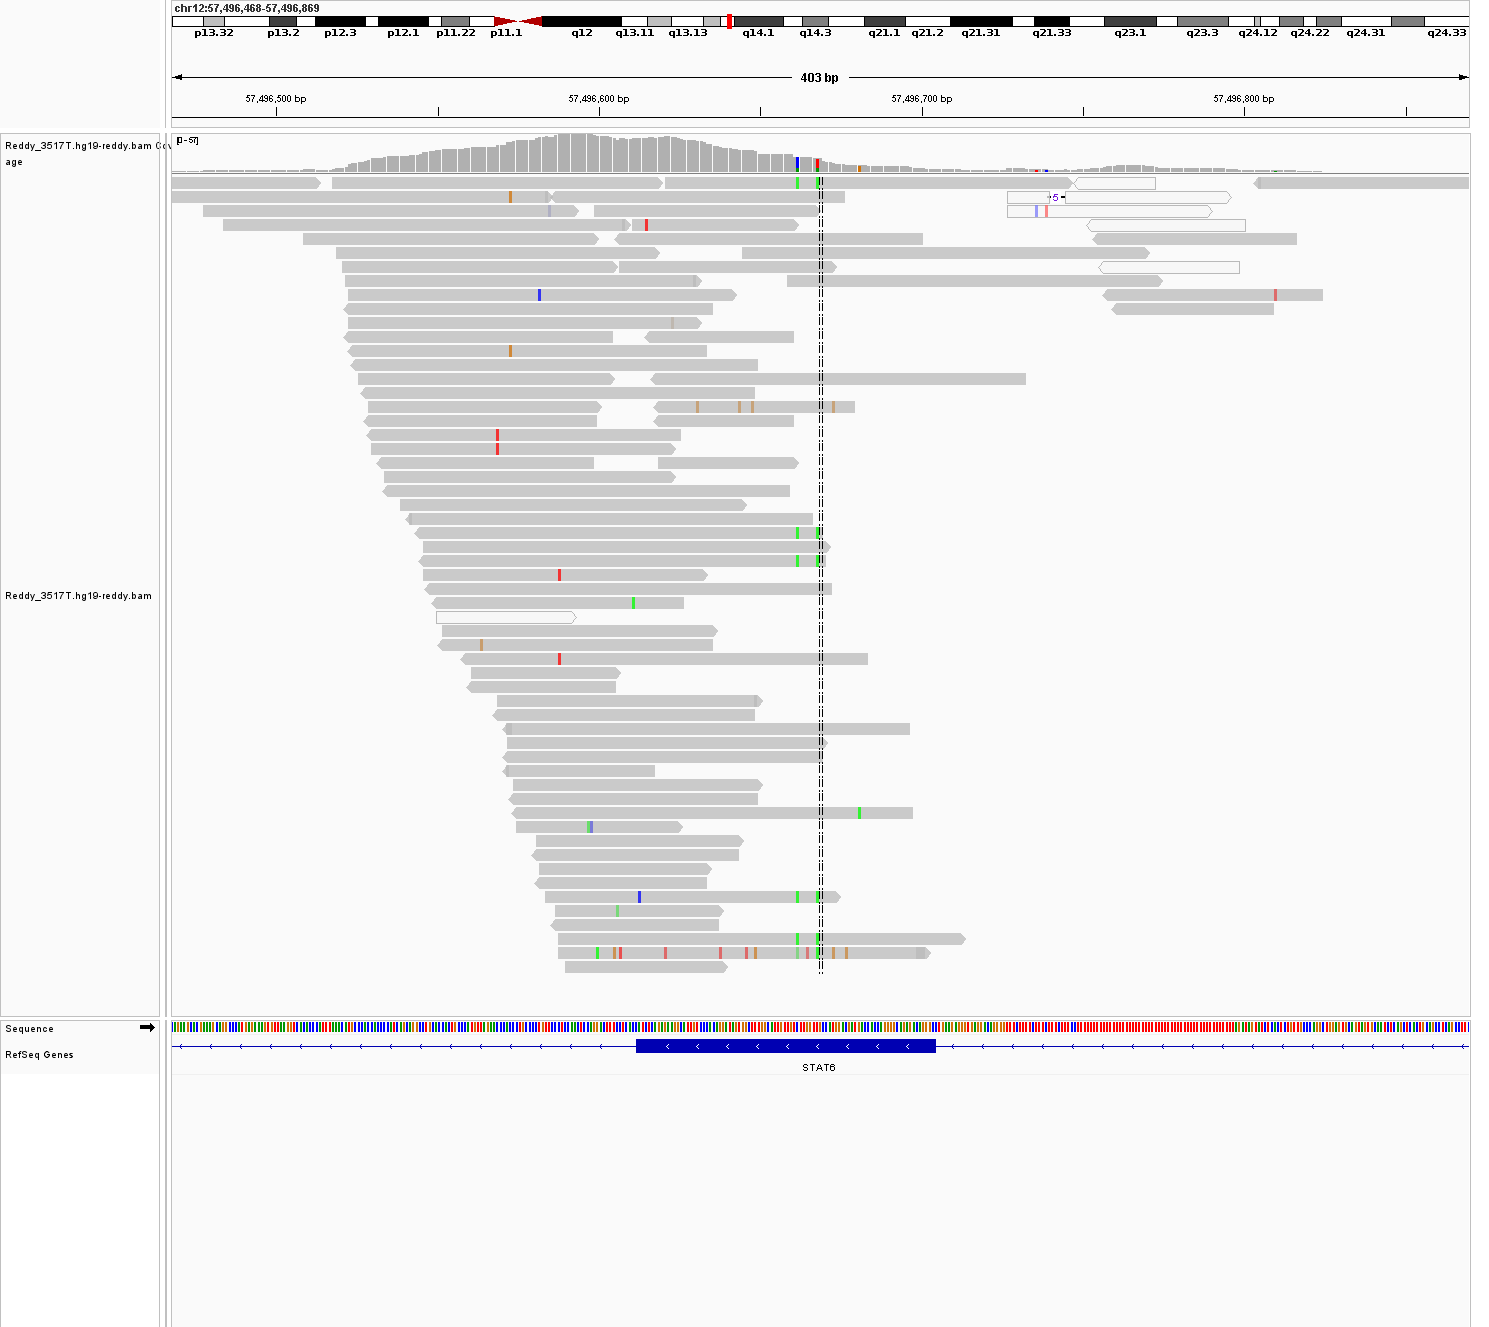 chr12:57,496,468-57,496,869
p13.32 p13.2 p12.3 p12.1 p11.22 p11.1 q12 q13.11 q13.13 q14.1 q14.3 q21.1 q21.2 q21.31 q21.33 q23.1 q23.3 q24.12 q24.22 q24.31 q24.33
403 bp
57,496,500 bp 57,496,600 bp 57,496,700 bp 57,496,800 bp
Reddy_3517T.hg19-reddy.bam Cov
age
[0-57]
5
Reddy_3517T.hg19-reddy.bam
Sequence
RefSeq Genes
STAT6